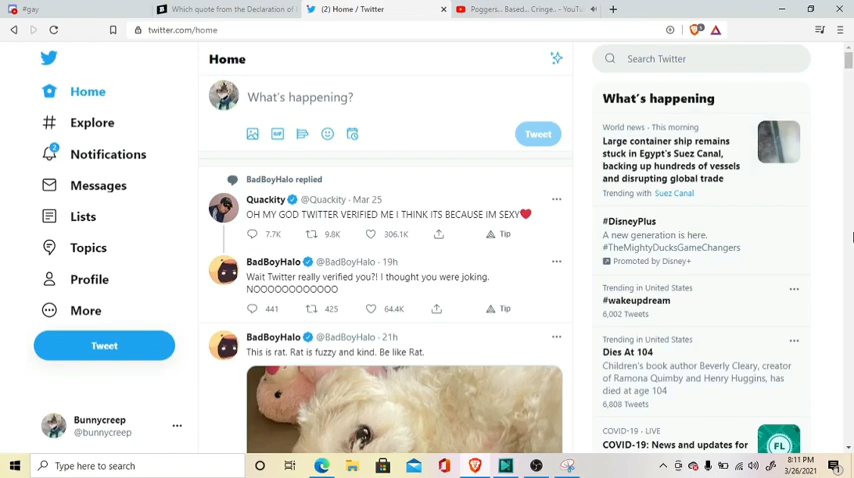 #gay
Which quote from the Declaration of I
(2) Home / Twitter
Poggers... Based... Cringe.. - YouTu
twitter.com/home
Home
Explore
2
Notifications
Messages
Lists
Topics
Profile
More
Tweet
Bunnycreep
@bunnycreep
Home
What's happening?
GIF
Tweet
BadBoyHalo replied
Quackity @Quackity · Mar 25
OH MY GOD TWITTER VERIFIED ME I THINK ITS BECAUSE IM SEXY❤
7.7K 9.8K 306.1K Tip
BadBoyHalo @BadBoyHalo · 19h
Wait Twitter really verified you?! I thought you were joking.
NOOOOOOOOOOOO
441 425 64.4K Tip
BadBoyHalo @BadBoyHalo · 21h
This is rat. Rat is fuzzy and kind. Be like Rat.
Search Twitter
What's happening
World news · This morning
Large container ship remains
stuck in Egypt's Suez Canal,
backing up hundreds of vessels
and disrupting global trade
Trending with Suez Canal
#DisneyPlus
A new generation is here.
#TheMightyDucksGameChangers
Promoted by Disney+
Trending in United States
#wakeupdream
6,002 Tweets
Trending in United States
Dies At 104
Children's book author Beverly Cleary, creator
of Ramona Quimby and Henry Huggins, has
died at age 104
6,808 Tweets
COVID-19 · LIVE
COVID-19: News and updates for
FL
Type here to search
8:11 PM
3/26/2021